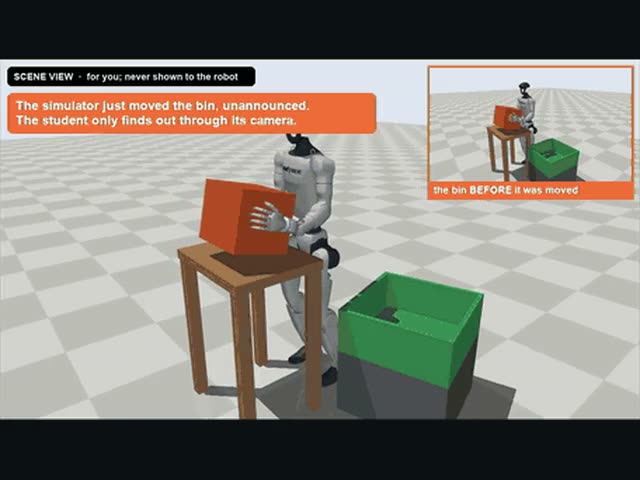 SCENE VIEW - for you; never shown to the robot
The simulator just moved the bin, unannounced.
The student only finds out through its camera.
the bin BEFORE it was moved